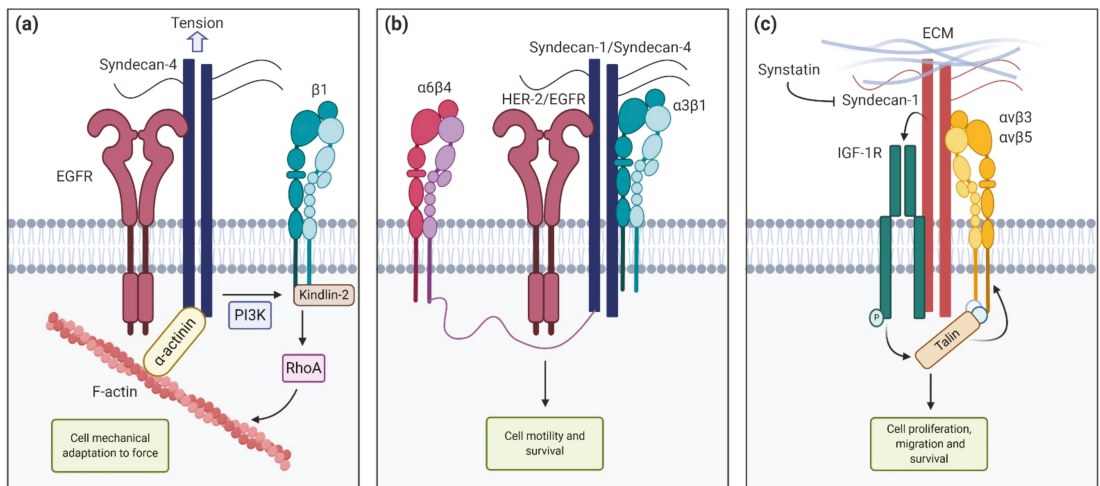 (a)
Tension
Syndecan-4
β1
EGFR
Kindlin-2
PI3K
α-actinin
RhoA
F-actin
Cell mechanical
adaptation to force
(b)
Syndecan-1/Syndecan-4
α6β4
HER-2/EGFR
α3β1
Cell motility and
survival
(c)
ECM
Synstatin
Syndecan-1
αvβ3
αvβ5
IGF-1R
P
Talin
Cell proliferation,
migration and
survival